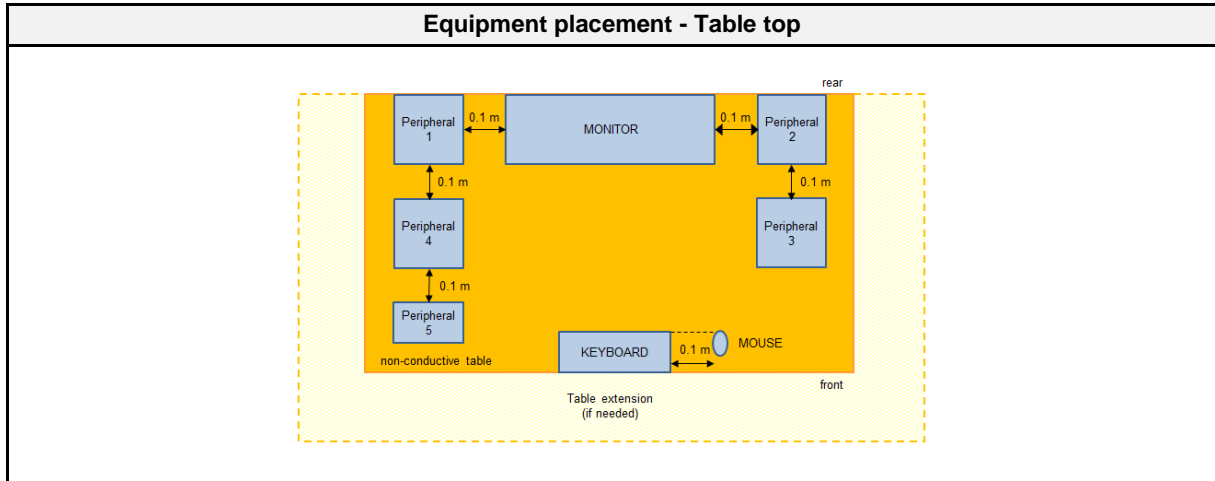 Equipment placement - Table top
rear
Peripheral
1
0.1 m
MONITOR
0.1 m
Peripheral
2
0.1 m
0.1 m
Peripheral
4
Peripheral
3
0.1 m
Peripheral
5
KEYBOARD
0.1 m
MOUSE
non-conductive table
front
Table extension
(if needed)